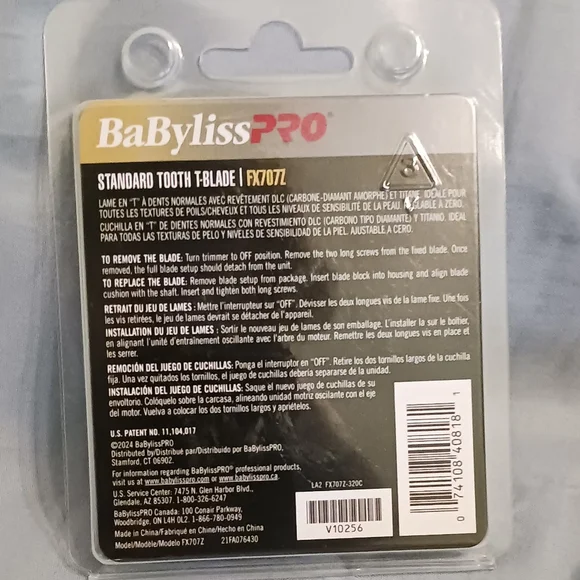 BaBylissPRO®
STANDARD TOOTH T-BLADE | FX707Z
LAME EN "T" À DENTS NORMALES AVEC REVÊTEMENT DLC (CARBONE-DIAMANT AMORPHE) ET TITANE. IDÉALE POUR
TOUTES LES TEXTURES DE POILS/CHEVEUX ET TOUS LES NIVEAUX DE SENSIBILITÉ DE LA PEAU. À ZÉRO.
CUCHILLA EN "T" DE DIENTES NORMALES CON REVESTIMIENTO DLC (CARBONO TIPO DIAMANTE) Y TITANIO. IDEAL
PARA TODAS LAS TEXTURAS DE PELO Y NIVELES DE SENSIBILIDAD DE LA PIEL. AJUSTABLE A CERO.
TO REMOVE THE BLADE: Turn trimmer to OFF position. Remove the two long screws from the fixed blade. Once
removed, the full blade setup should detach from the unit.
TO REPLACE THE BLADE: Remove blade setup from package. Insert blade block into housing and align blade
cushion with the shaft. Insert and tighten both long screws.
RETRAIT DU JEU DE LAMES : Mettre l'interrupteur sur "OFF". Dévisser les deux longues vis de la lame fixe. Une fois
les vis retirées, le jeu de lames devrait se détacher de l'appareil.
INSTALLATION DU JEU DE LAMES : Sortir le nouveau jeu de lames de son emballage. L'installer la sur le boîtier,
en alignant l'unité d'entraînement oscillante avec l'arbre du moteur. Remettre les deux longues vis en place et
les serrer.
REMOCIÓN DEL JUEGO DE CUCHILLAS: Ponga el interruptor en "OFF". Retire los dos tornillos largos de la cuchilla
fija. Una vez quitados los tornillos, el juego de cuchillas debería separarse de la unidad.
INSTALACIÓN DEL JUEGO DE CUCHILLAS: Saque el nuevo juego de cuchillas de su
envoltorio. Colóquelo sobre la carcasa, alineando unidad motriz oscilante con el eje
del motor. Vuelva a colocar los dos tornillos largos y apriételos.
U.S. PATENT NO. 11,104,017
©2024 BaBylissPRO
Distributed by/Distribué par/Distribuido por BaBylissPRO,
Stamford, CT 06902.
For information regarding BaBylissPRO® professional products,
visit us at www.babylisspro.com or www.babylisspro.ca.
U.S. Service Center: 7475 N. Glen Harbor Blvd.,
Glendale, AZ 85307. 1-800-326-6247
BaBylissPRO Canada: 100 Conair Parkway,
Woodbridge, ON L4H 0L2. 1-866-780-0949
Made in China/Fabriqué en Chine/Hecho en China
Model/Modèle/Modelo FX707Z 21FA076430
LA2 FX707Z-320C
V10256
0 74108 40818 1